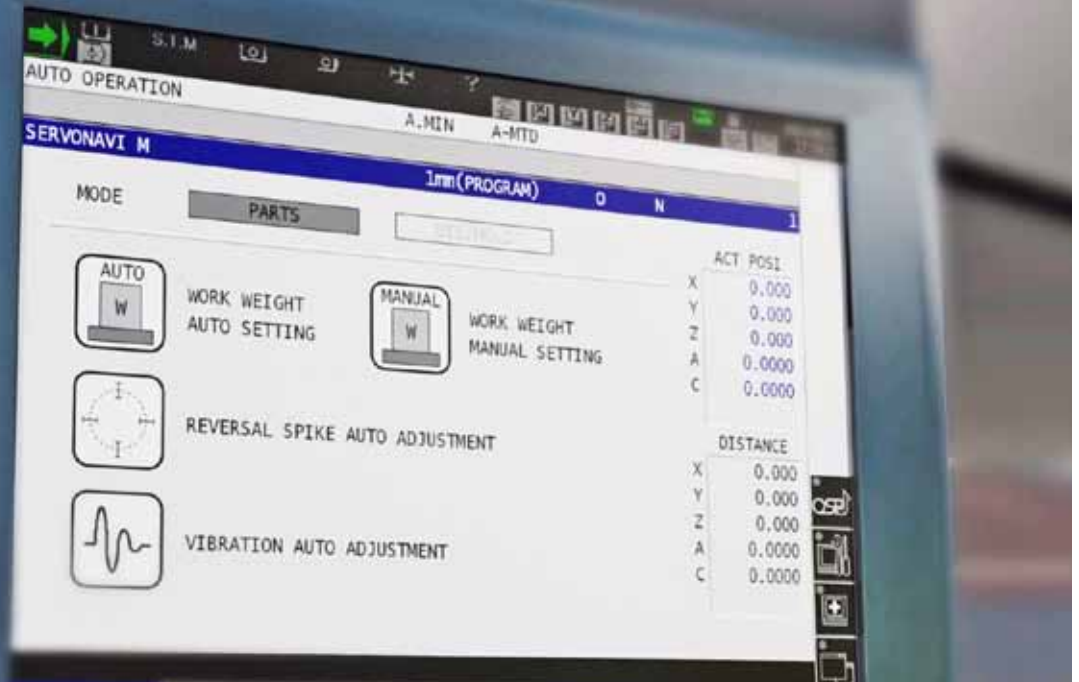 S.T.M
?
AUTO OPERATION
A.MIN A-MTD
SERVONAVI M
1mm(PROGRAM) O N 1
MODE PARTS
ACT POSI
X 0.000
Y 0.000
Z 0.000
A 0.0000
C 0.0000
AUTO
W
WORK WEIGHT
AUTO SETTING
MANUAL
W
WORK WEIGHT
MANUAL SETTING
REVERSAL SPIKE AUTO ADJUSTMENT
DISTANCE
X 0.000
Y 0.000
Z 0.000
A 0.0000
C 0.0000
VIBRATION AUTO ADJUSTMENT
OSP